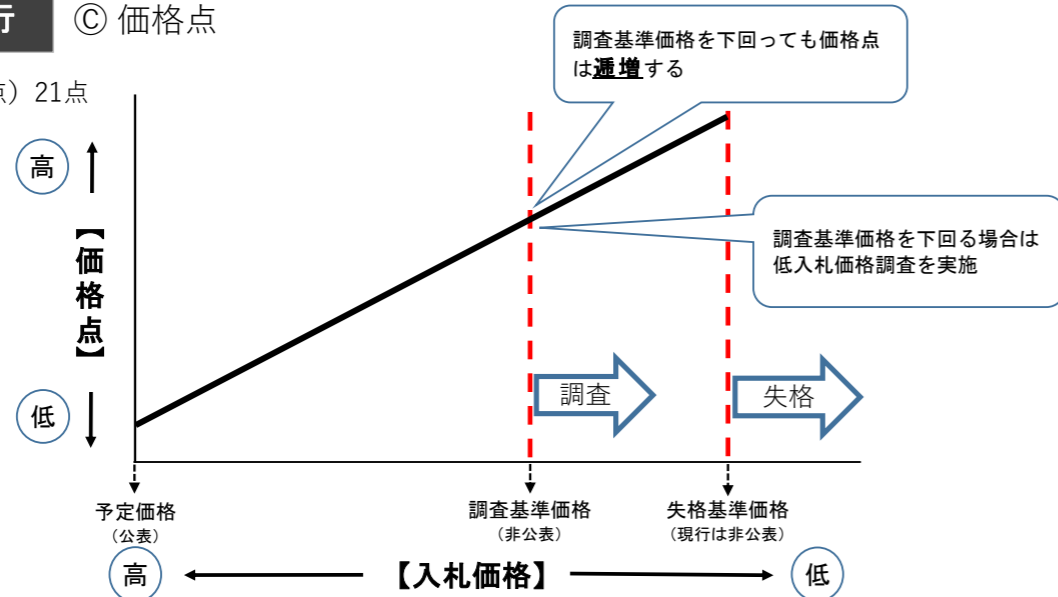 行 Ⓒ 価格点
点）21点
調査基準価格を下回っても価格点
は逓増する
高
【価格点】
低
調査基準価格を下回る場合は
低入札価格調査を実施
調査
失格
予定価格
（公表）
調査基準価格
（非公表）
失格基準価格
（現行は非公表）
高
【入札価格】
低